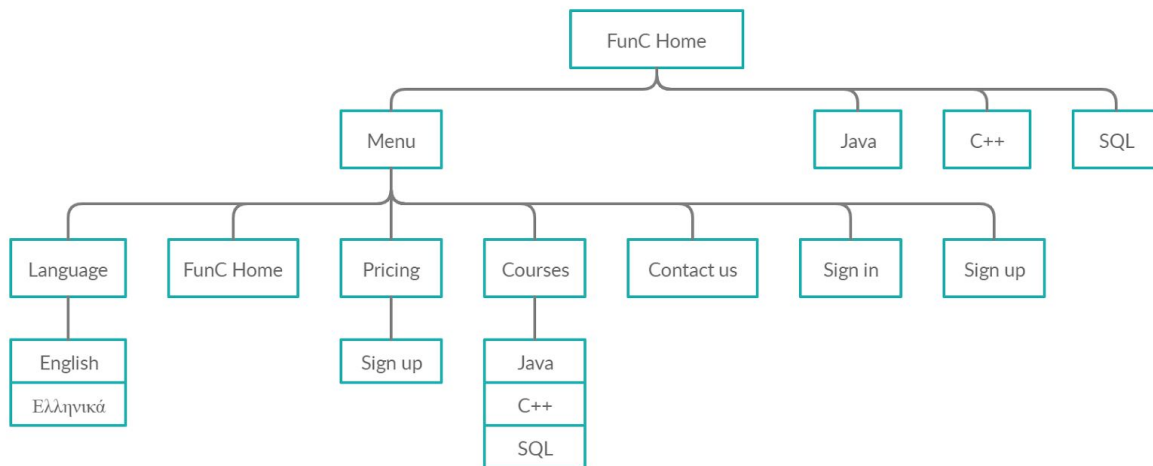 FunC Home
Menu
Java
C++
SQL
Language
FunC Home
Pricing
Courses
Contact us
Sign in
Sign up
English
Ελληνικά
Sign up
Java
C++
SQL